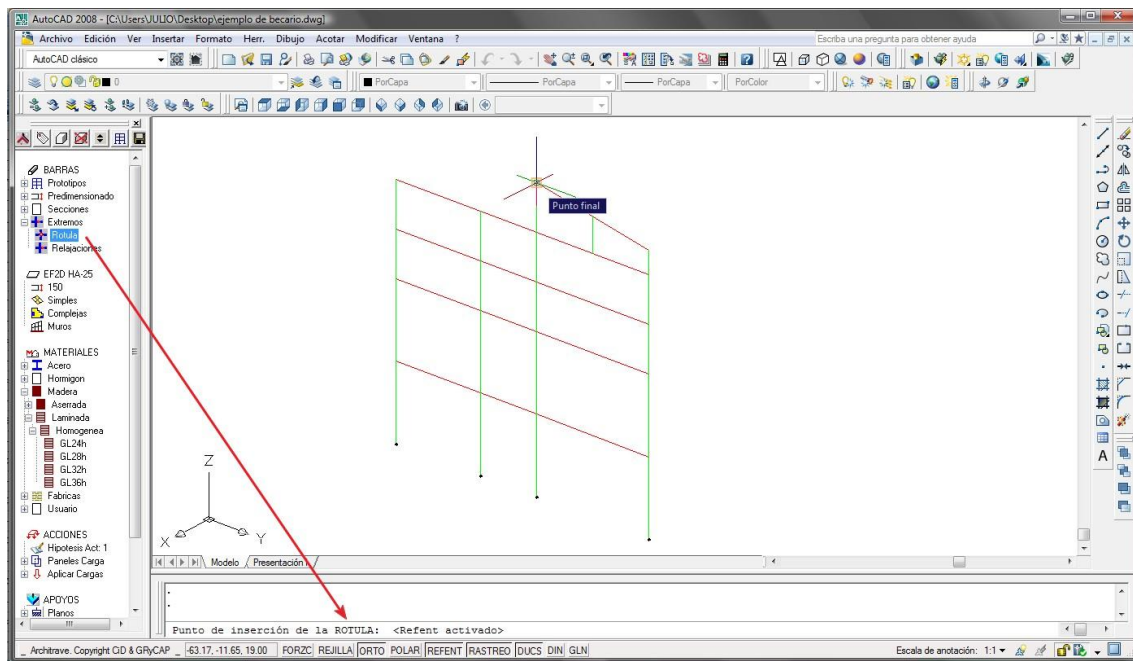 AutoCAD 2008 - [C:\Users\JULIO\Desktop\ejemplo de becario.dwg]
Archivo Edición Ver Insertar Formato Herr. Dibujo Acotar Modificar Ventana ?
Escriba una pregunta para obtener ayuda
AutoCAD clásico
0
PorCapa
PorCapa
PorCapa
PorColor
BARRAS
Prototipos
Predimensionado
Secciones
Extremos
Rotula
Relajaciones
EF2D HA-25
150
Simples
Complejas
Muros
MATERIALES
Acero
Hormigon
Madera
Aserrada
Laminada
Homogenea
GL24h
GL28h
GL32h
GL36h
Fabricas
Usuario
ACCIONES
Hipotesis Act: 1
Paneles Carga
Aplicar Cargas
APOYOS
Planos
Punto final
Z
X
Y
Modelo
Presentación
A
Punto de inserción de la ROTULA: <Refent activado>
_ Architrave. Copyright CiD & GRyCAP _
-63.17, -11.65, 19.00
FORZC REJILLA ORTO POLAR REFENT RASTREO DUCS DIN GLN
Escala de anotación: 1:1